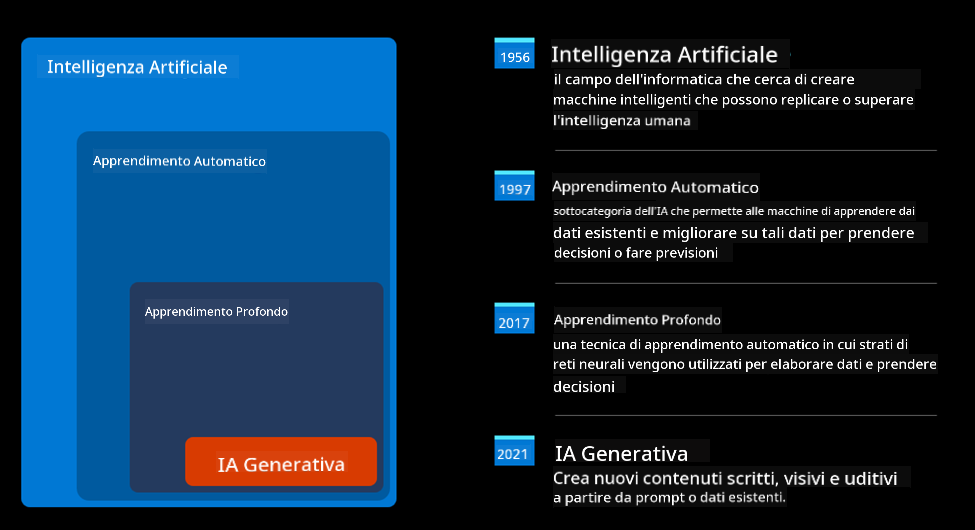 Intelligenza Artificiale
Apprendimento Automatico
Apprendimento Profondo
IA Generativa
1956
Intelligenza Artificiale
il campo dell'informatica che cerca di creare
macchine intelligenti che possono replicare o superare
l'intelligenza umana
1997
Apprendimento Automatico
sottocategoria dell'IA che permette alle macchine di apprendere dai
dati esistenti e migliorare su tali dati per prendere
decisioni o fare previsioni
2017
Apprendimento Profondo
una tecnica di apprendimento automatico in cui strati di
reti neurali vengono utilizzati per elaborare dati e prendere
decisioni
2021
IA Generativa
Crea nuovi contenuti scritti, visivi e uditivi
a partire da prompt o dati esistenti.